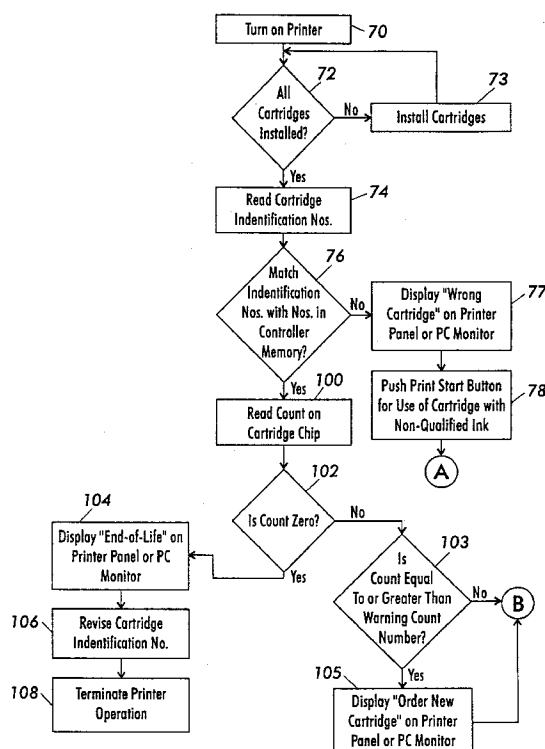 Turn on Printer
70
72
All
Cartridges
Installed?
No
73
Install Cartridges
Yes
Read Cartridge
Indentification Nos.
74
76
Match
Indentification
Nos. with Nos. in
Controller
Memory?
No
Display "Wrong
Cartridge" on Printer
Panel or PC Monitor
77
Yes
100
Read Count on
Cartridge Chip
Push Print Start Button
for Use of Cartridge with
Non-Qualified Ink
78
A
102
Is Count Zero?
No
Yes
104
Display "End-of-Life" on
Printer Panel or PC
Monitor
106
Revise Cartridge
Indentification No.
108
Terminate Printer
Operation
103
Is
Count Equal
To or Greater Than
Warning Count
Number?
No
B
Yes
105
Display "Order New
Cartridge" on Printer
Panel or PC Monitor